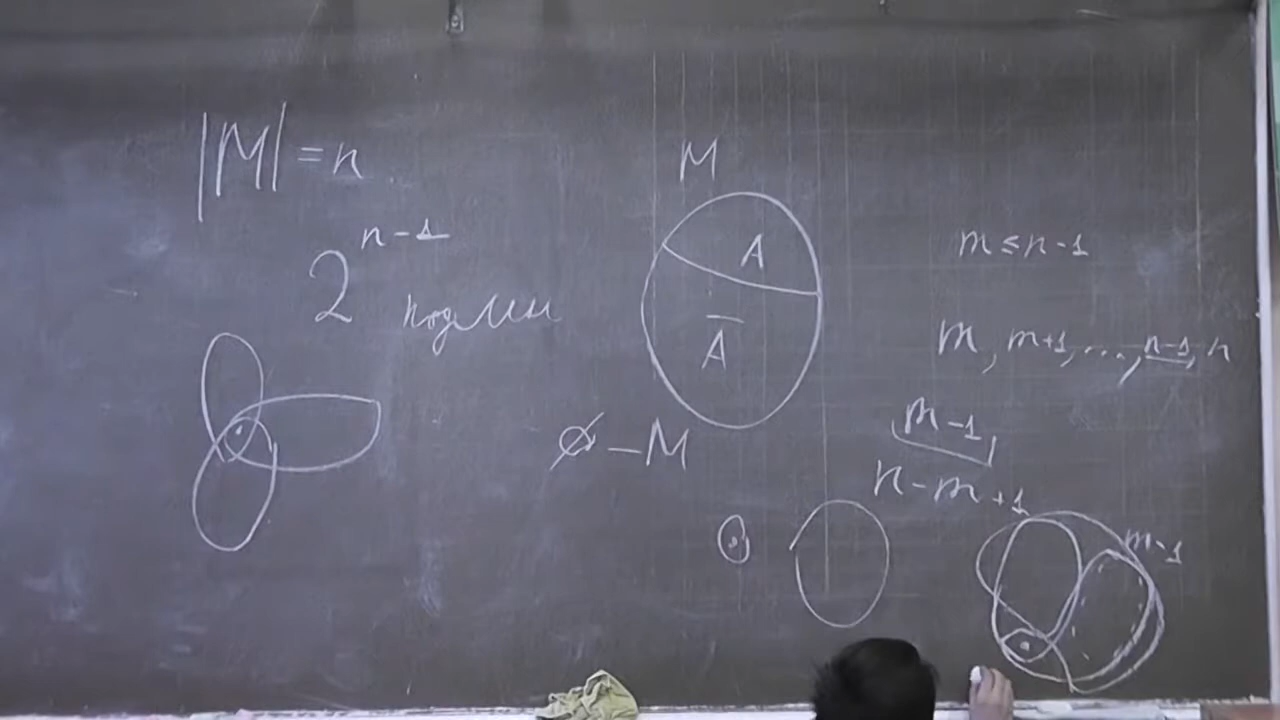 |M| = n
2^{n-1} подмн
M
A
Ā
∅ – M
m ≤ n-1
m, m+1, ..., n-1, n
m-1
n-m+1
m-1